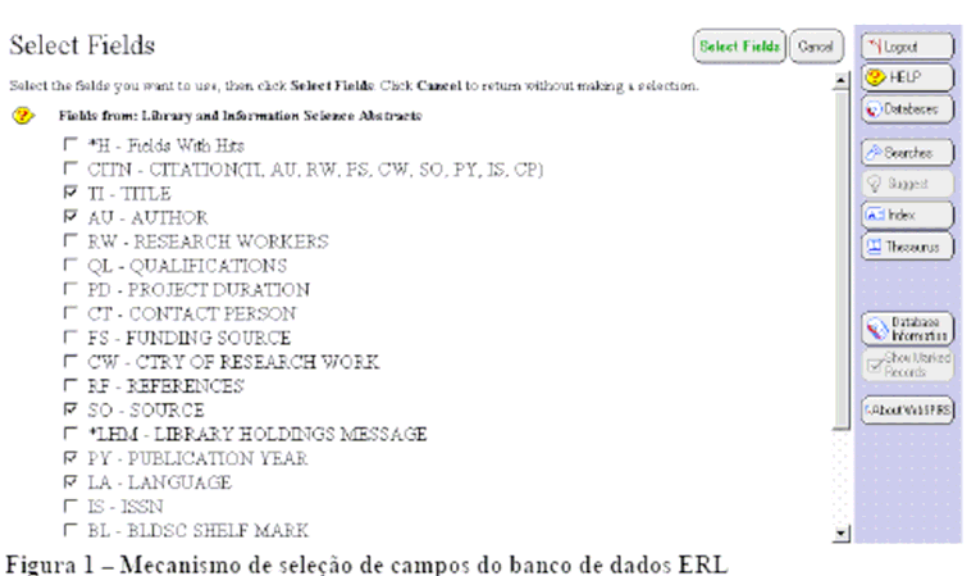 Select Fields
Select Fields
Cancel
Select the fields you want to use, then click Select Fields. Click Cancel to return without making a selection.
Fields from: Library and Information Science Abstracts
*H - Fields With Hits
CITN - CITATION(TI, AU, RW, FS, CW, SO, PY, IS, CP)
TI - TITLE
AU - AUTHOR
RW - RESEARCH WORKERS
QL - QUALIFICATIONS
PD - PROJECT DURATION
CT - CONTACT PERSON
FS - FUNDING SOURCE
CW - CTRY OF RESEARCH WORK
RF - REFERENCES
SO - SOURCE
*LHM - LIBRARY HOLDINGS MESSAGE
PY - PUBLICATION YEAR
LA - LANGUAGE
IS - ISSN
BL - BLDSC SHELF MARK
Logout
HELP
Databases
Searches
Suggest
Index
Thesaurus
Database
Information
Show Marked
Records
About WebSPIRS
Figura 1 – Mecanismo de seleção de campos do banco de dados ERL